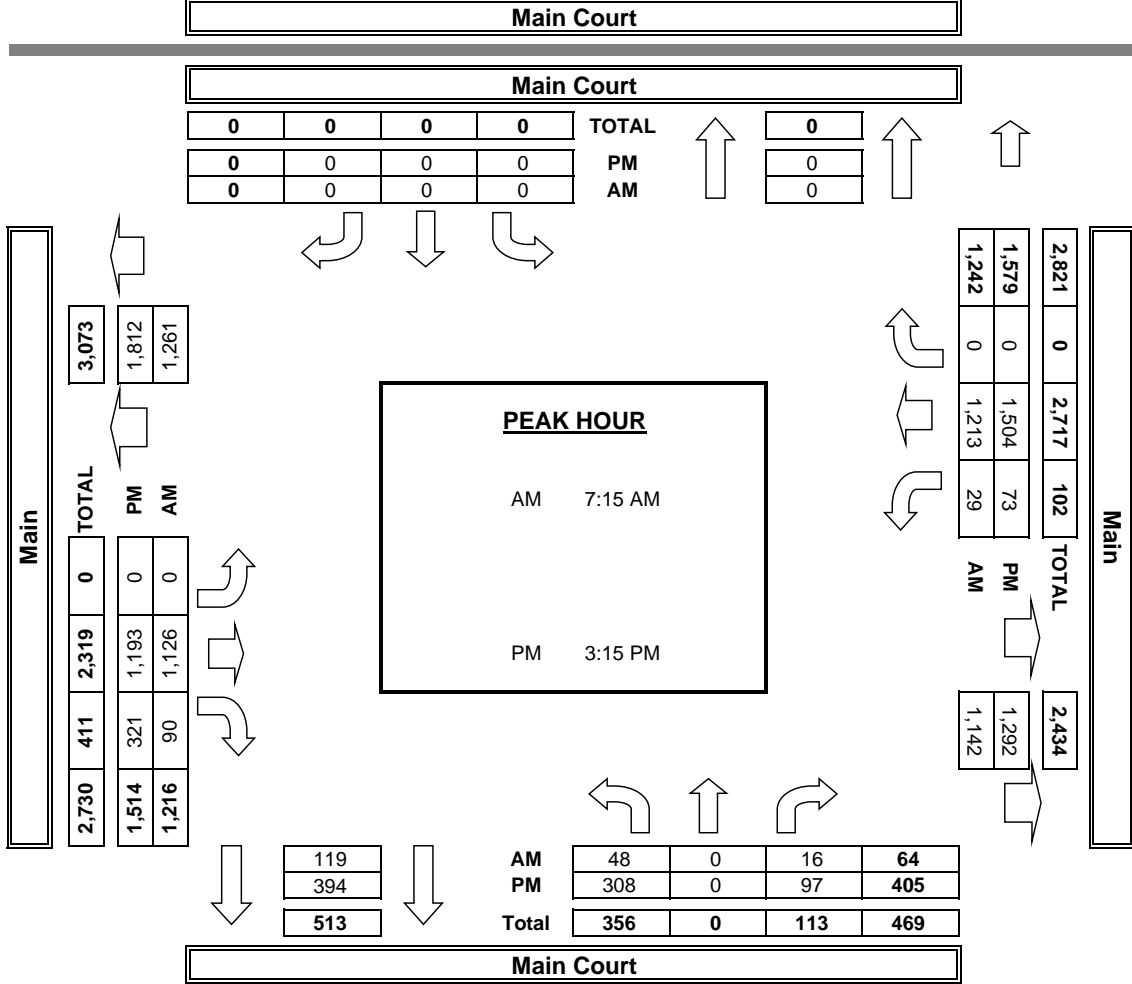 Main Court
Main Court
0 0 0 0 TOTAL 0
0 0 0 0 PM 0
0 0 0 0 AM 0
Main
3,073
1,812
1,261
TOTAL
PM
AM
0 2,319 411 2,730
0 1,193 321 1,514
0 1,126 90 1,216
PEAK HOUR
AM 7:15 AM
PM 3:15 PM
2,821 0 2,717 102 TOTAL
1,579 0 1,504 73 PM
1,242 0 1,213 29 AM
2,434
1,292
1,142
Main
119 AM 48 0 16 64
394 PM 308 0 97 405
513 Total 356 0 113 469
Main Court